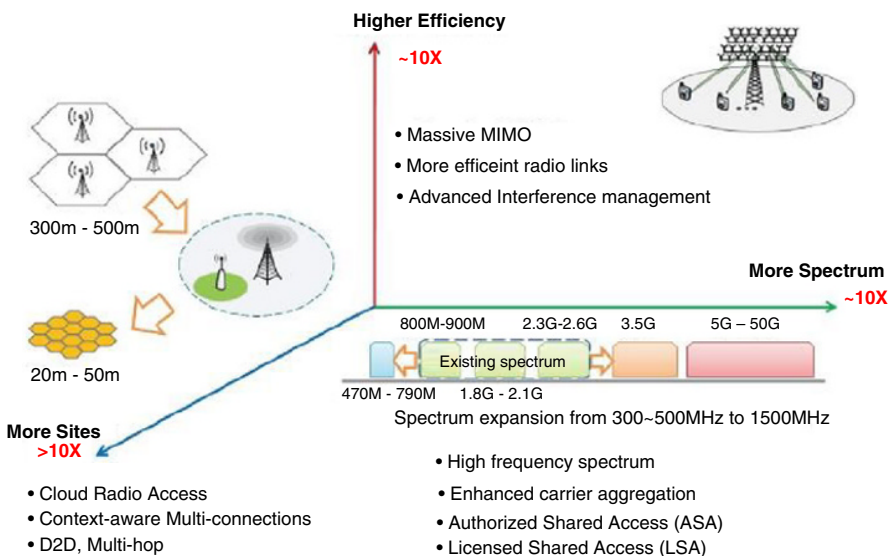 Higher Efficiency
~10X
• Massive MIMO
• More efficeint radio links
• Advanced Interference management
300m - 500m
20m - 50m
More Spectrum
~10X
800M-900M 2.3G-2.6G 3.5G 5G – 50G
Existing spectrum
470M - 790M 1.8G - 2.1G
Spectrum expansion from 300~500MHz to 1500MHz
More Sites
>10X
• Cloud Radio Access
• Context-aware Multi-connections
• D2D, Multi-hop
• High frequency spectrum
• Enhanced carrier aggregation
• Authorized Shared Access (ASA)
• Licensed Shared Access (LSA)